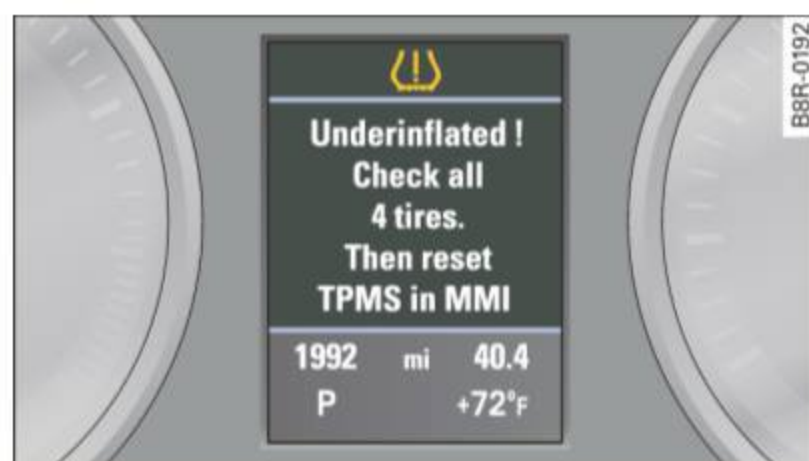 Underinflated !
Check all
4 tires.
Then reset
TPMS in MMI
1992 mi 40.4
P +72°F
B8R-0192